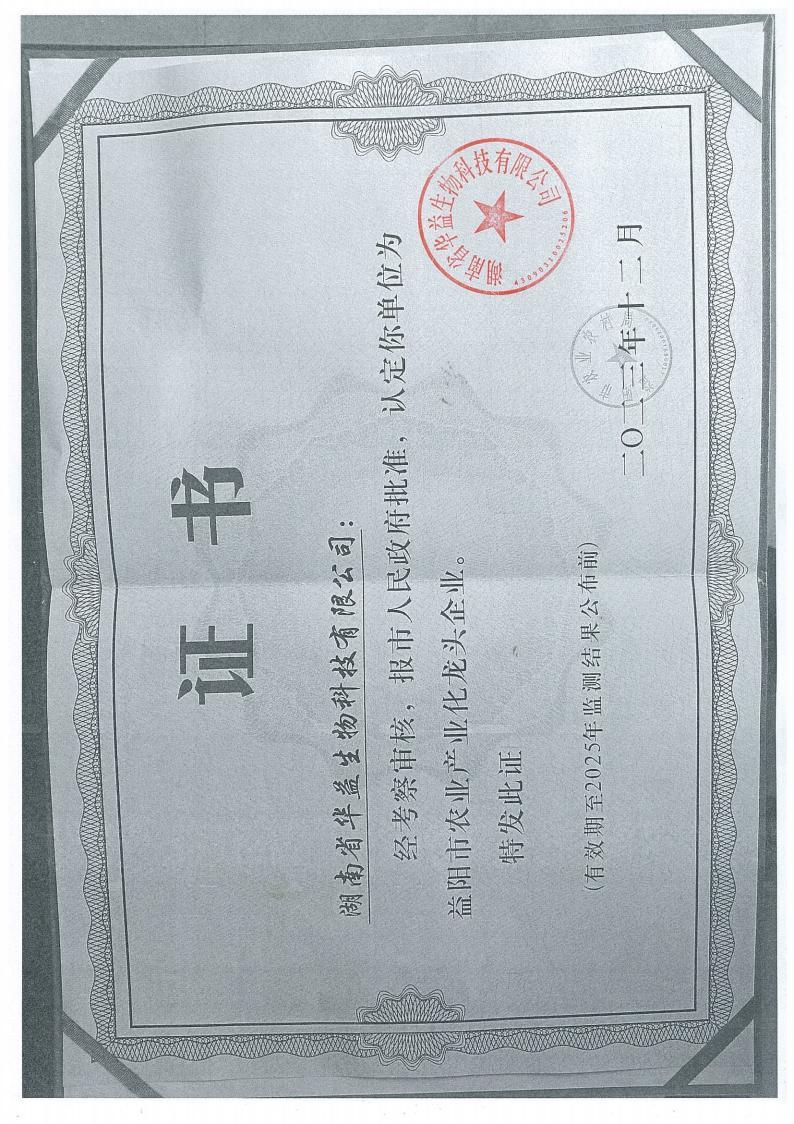 证书
湖南省华益生物科技有限公司：
经考察审核，报市人民政府批准，认定你单位为
益阳市农业产业化龙头企业。
特发此证
（有效期至2025年监测结果公布前）
二〇二三年十二月
湖南省华益生物科技有限公司